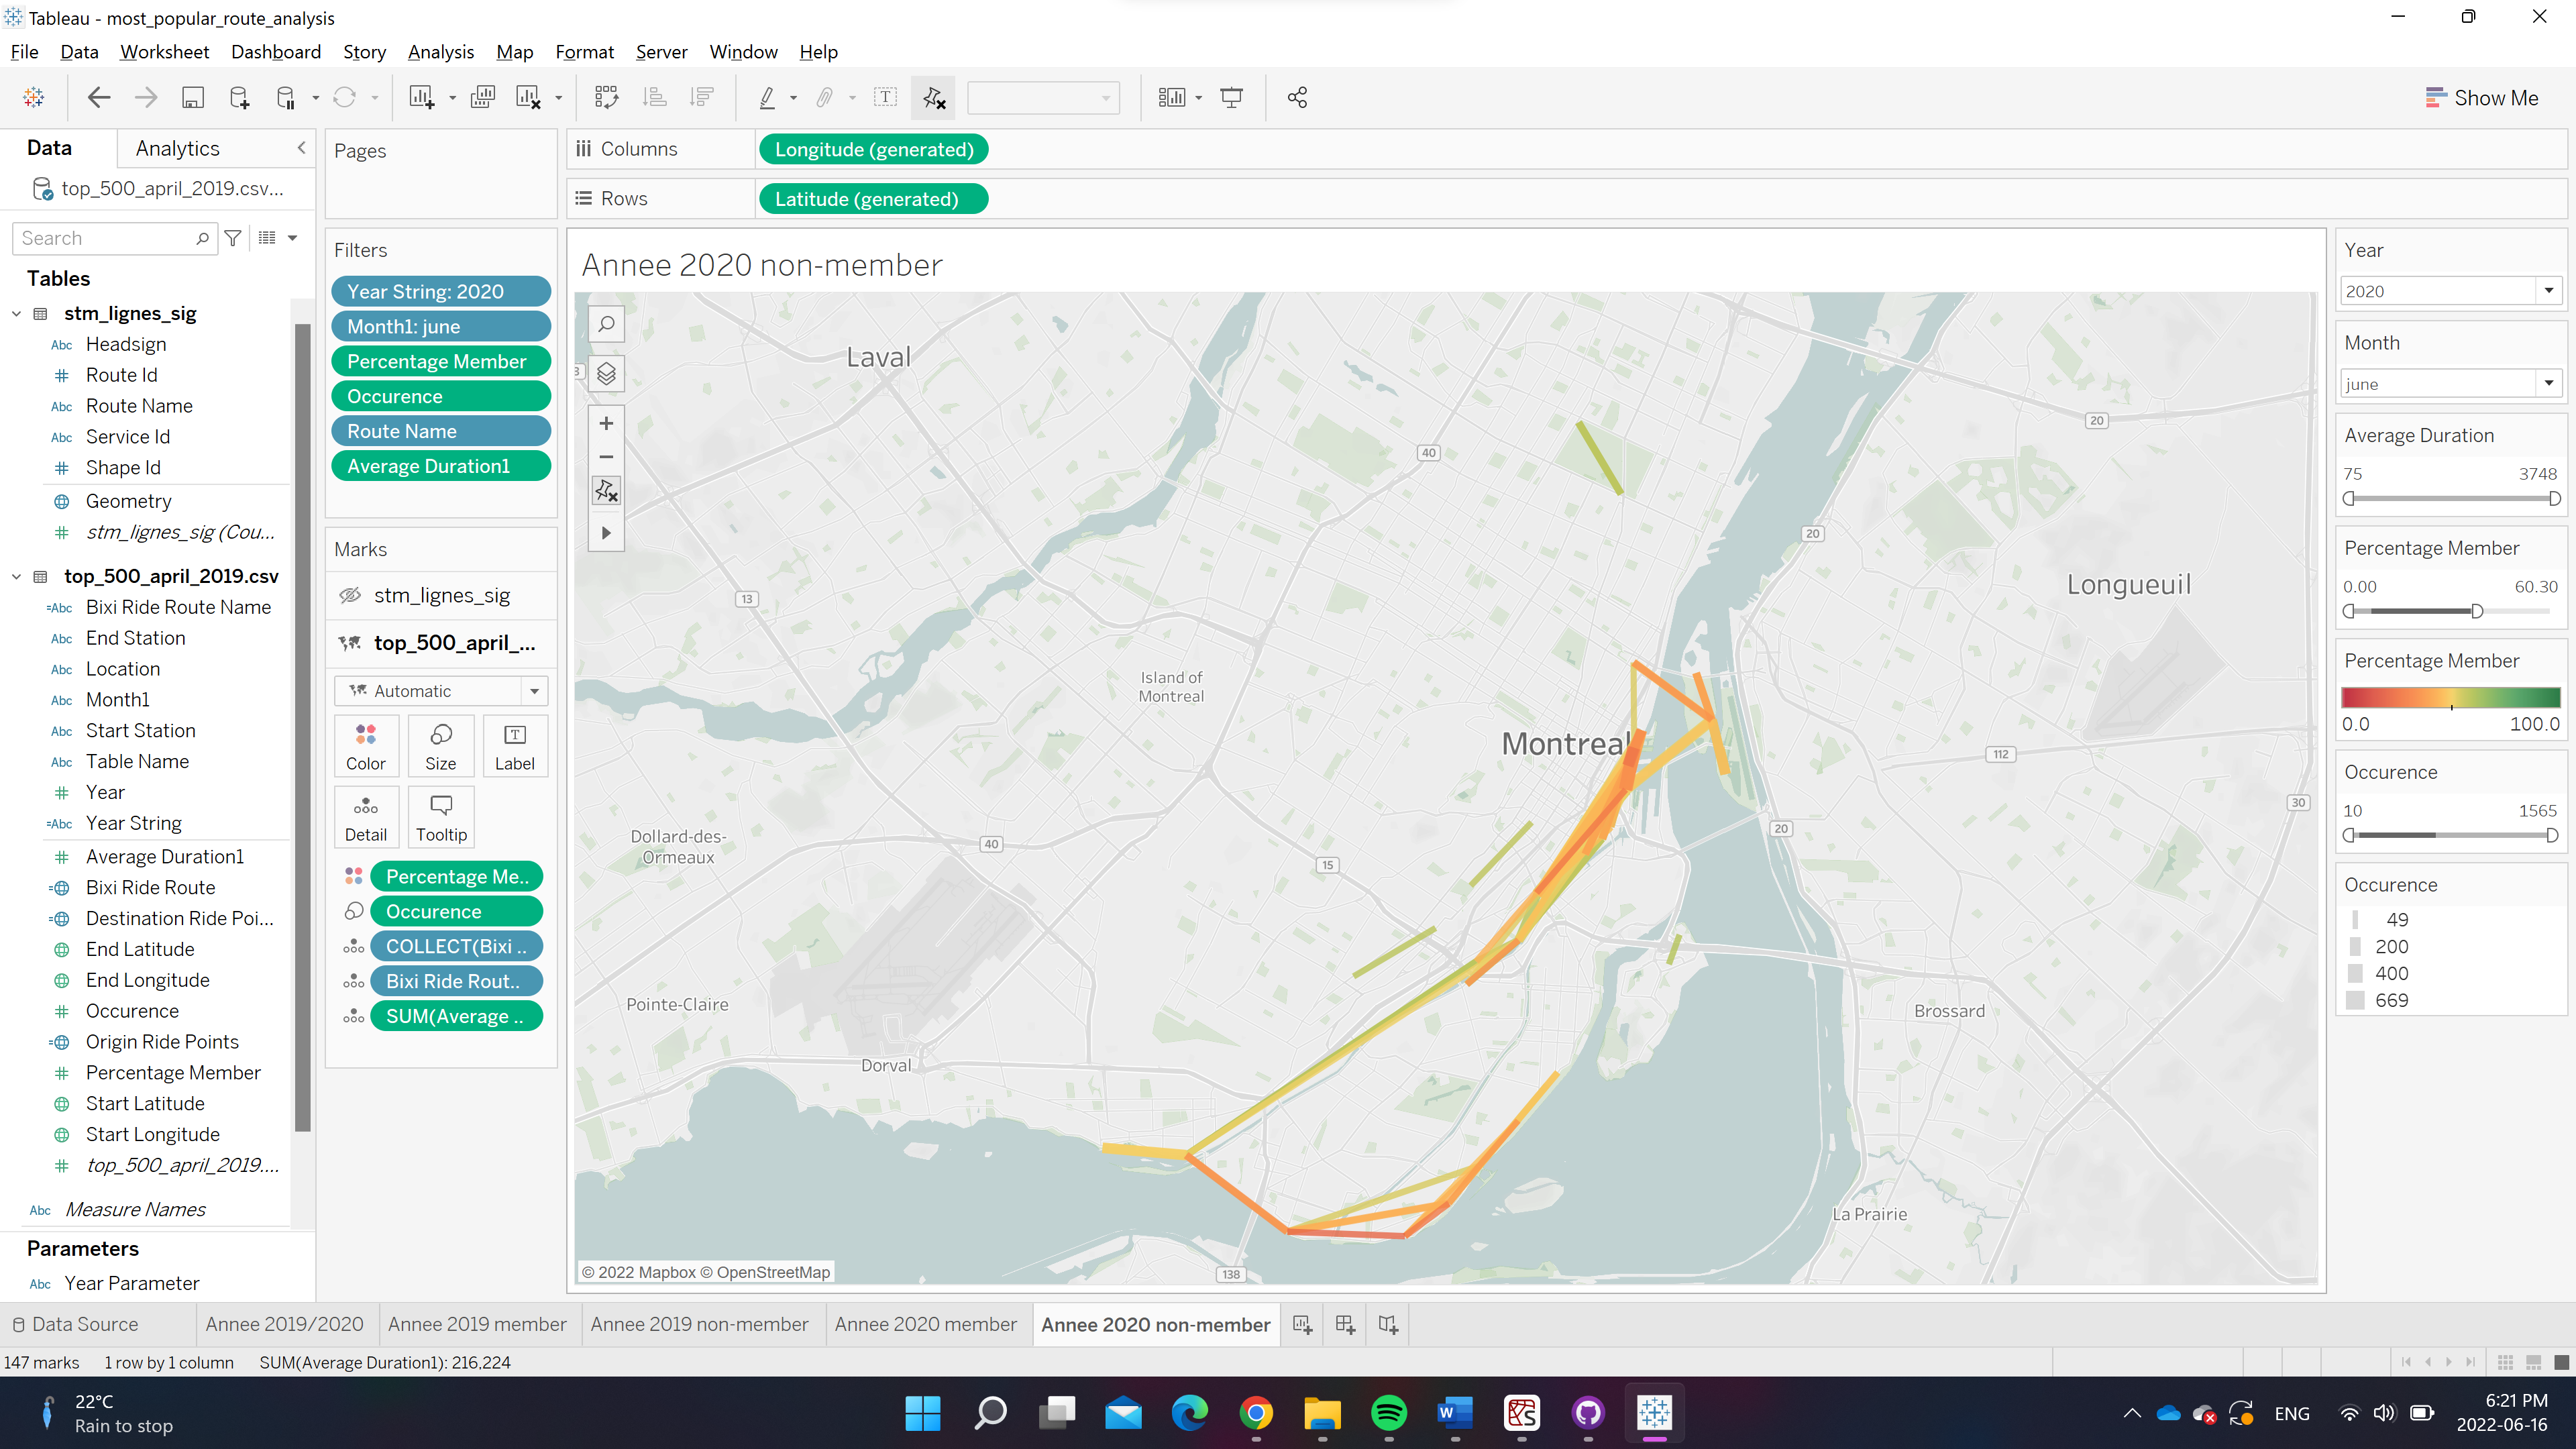 Tableau - most_popular_route_analysis
File Data Worksheet Dashboard Story Analysis Map Format Server Window Help
Show Me
Data Analytics
top_500_april_2019.csv...
Search
Tables
stm_lignes_sig
Abc Headsign
# Route Id
Abc Route Name
Abc Service Id
# Shape Id
Geometry
# stm_lignes_sig (Cou...
top_500_april_2019.csv
=Abc Bixi Ride Route Name
Abc End Station
Abc Location
Abc Month1
Abc Start Station
Abc Table Name
# Year
=Abc Year String
# Average Duration1
Bixi Ride Route
Destination Ride Poi...
End Latitude
End Longitude
# Occurence
Origin Ride Points
# Percentage Member
Start Latitude
Start Longitude
# top_500_april_2019....
Abc Measure Names
Parameters
Abc Year Parameter
Pages
Filters
Year String: 2020
Month1: june
Percentage Member
Occurence
Route Name
Average Duration1
Marks
stm_lignes_sig
top_500_april_...
Automatic
Color Size Label
Detail Tooltip
Percentage Me..
Occurence
COLLECT(Bixi ..
Bixi Ride Rout..
SUM(Average ..
Columns Longitude (generated)
Rows Latitude (generated)
Annee 2020 non-member
Laval
3
40
20
13
20
Longueuil
Island of
Montreal
Montreal
112
30
20
Dollard-des-
Ormeaux
40
15
Pointe-Claire
Brossard
Dorval
La Prairie
138
© 2022 Mapbox © OpenStreetMap
Year
2020
Month
june
Average Duration
75 3748
Percentage Member
0.00 60.30
Percentage Member
0.0 100.0
Occurence
10 1565
Occurence
49
200
400
669
Data Source Annee 2019/2020 Annee 2019 member Annee 2019 non-member Annee 2020 member Annee 2020 non-member
147 marks 1 row by 1 column SUM(Average Duration1): 216,224
22°C
Rain to stop
ENG
6:21 PM
2022-06-16